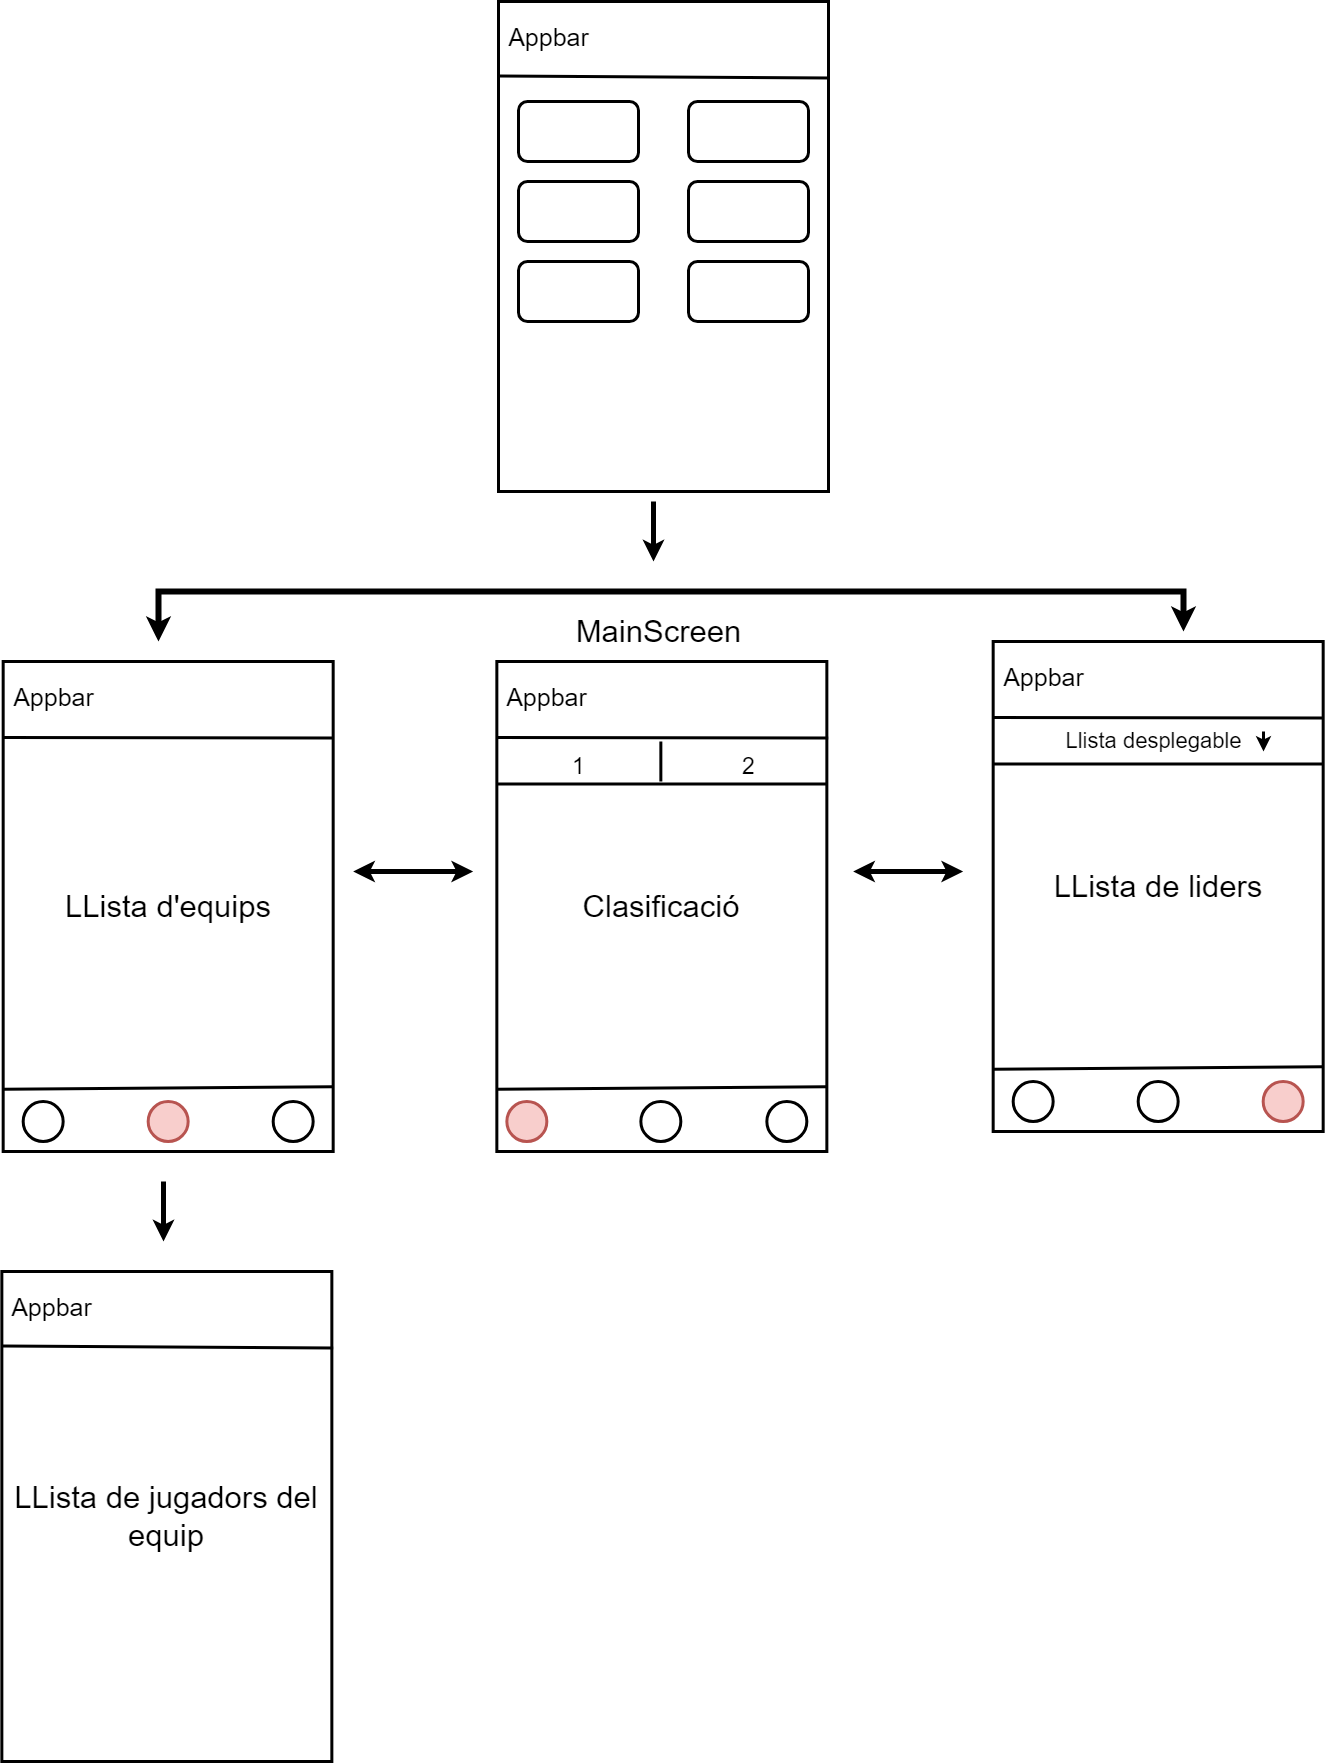 Appbar
MainScreen
Appbar
LLista d'equips
Appbar
1
2
Clasificació
Appbar
Llista desplegable
LLista de liders
Appbar
LLista de jugadors del
equip